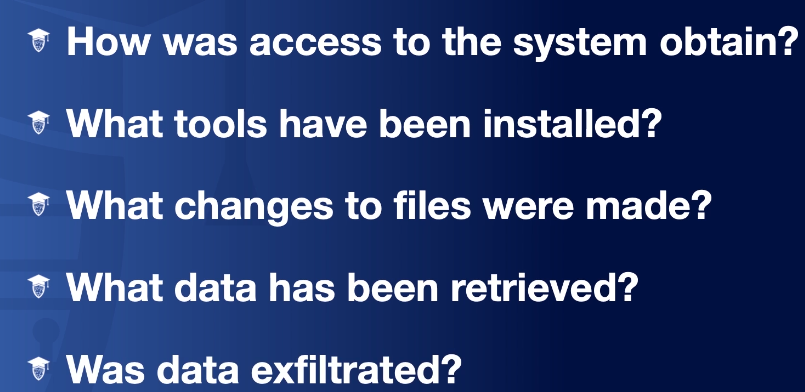 How was access to the system obtain?
What tools have been installed?
What changes to files were made?
What data has been retrieved?
Was data exfiltrated?